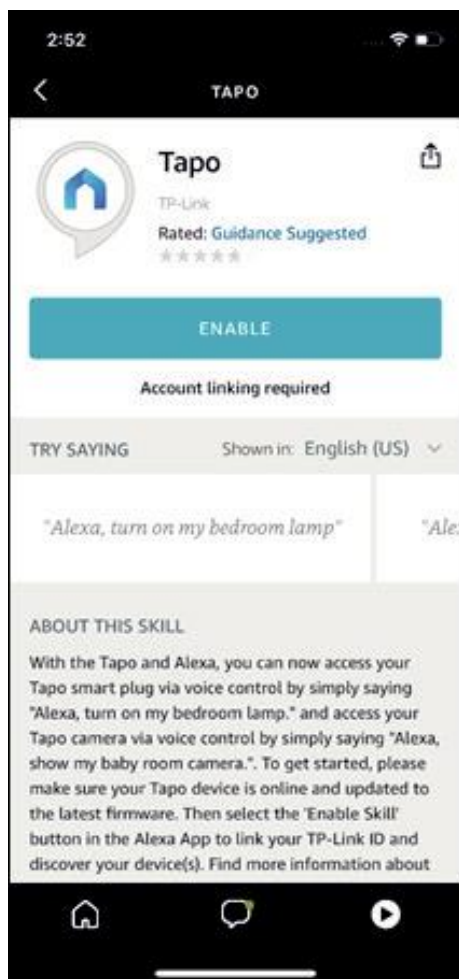 2:52
TAPO
Tapo
TP-Link
Rated: Guidance Suggested
ENABLE
Account linking required
TRY SAYING Shown in: English (US)
"Alexa, turn on my bedroom lamp" "Ale
ABOUT THIS SKILL
With the Tapo and Alexa, you can now access your
Tapo smart plug via voice control by simply saying
"Alexa, turn on my bedroom lamp." and access your
Tapo camera via voice control by simply saying "Alexa,
show my baby room camera.". To get started, please
make sure your Tapo device is online and updated to
the latest firmware. Then select the 'Enable Skill'
button in the Alexa App to link your TP-Link ID and
discover your device(s). Find more information about